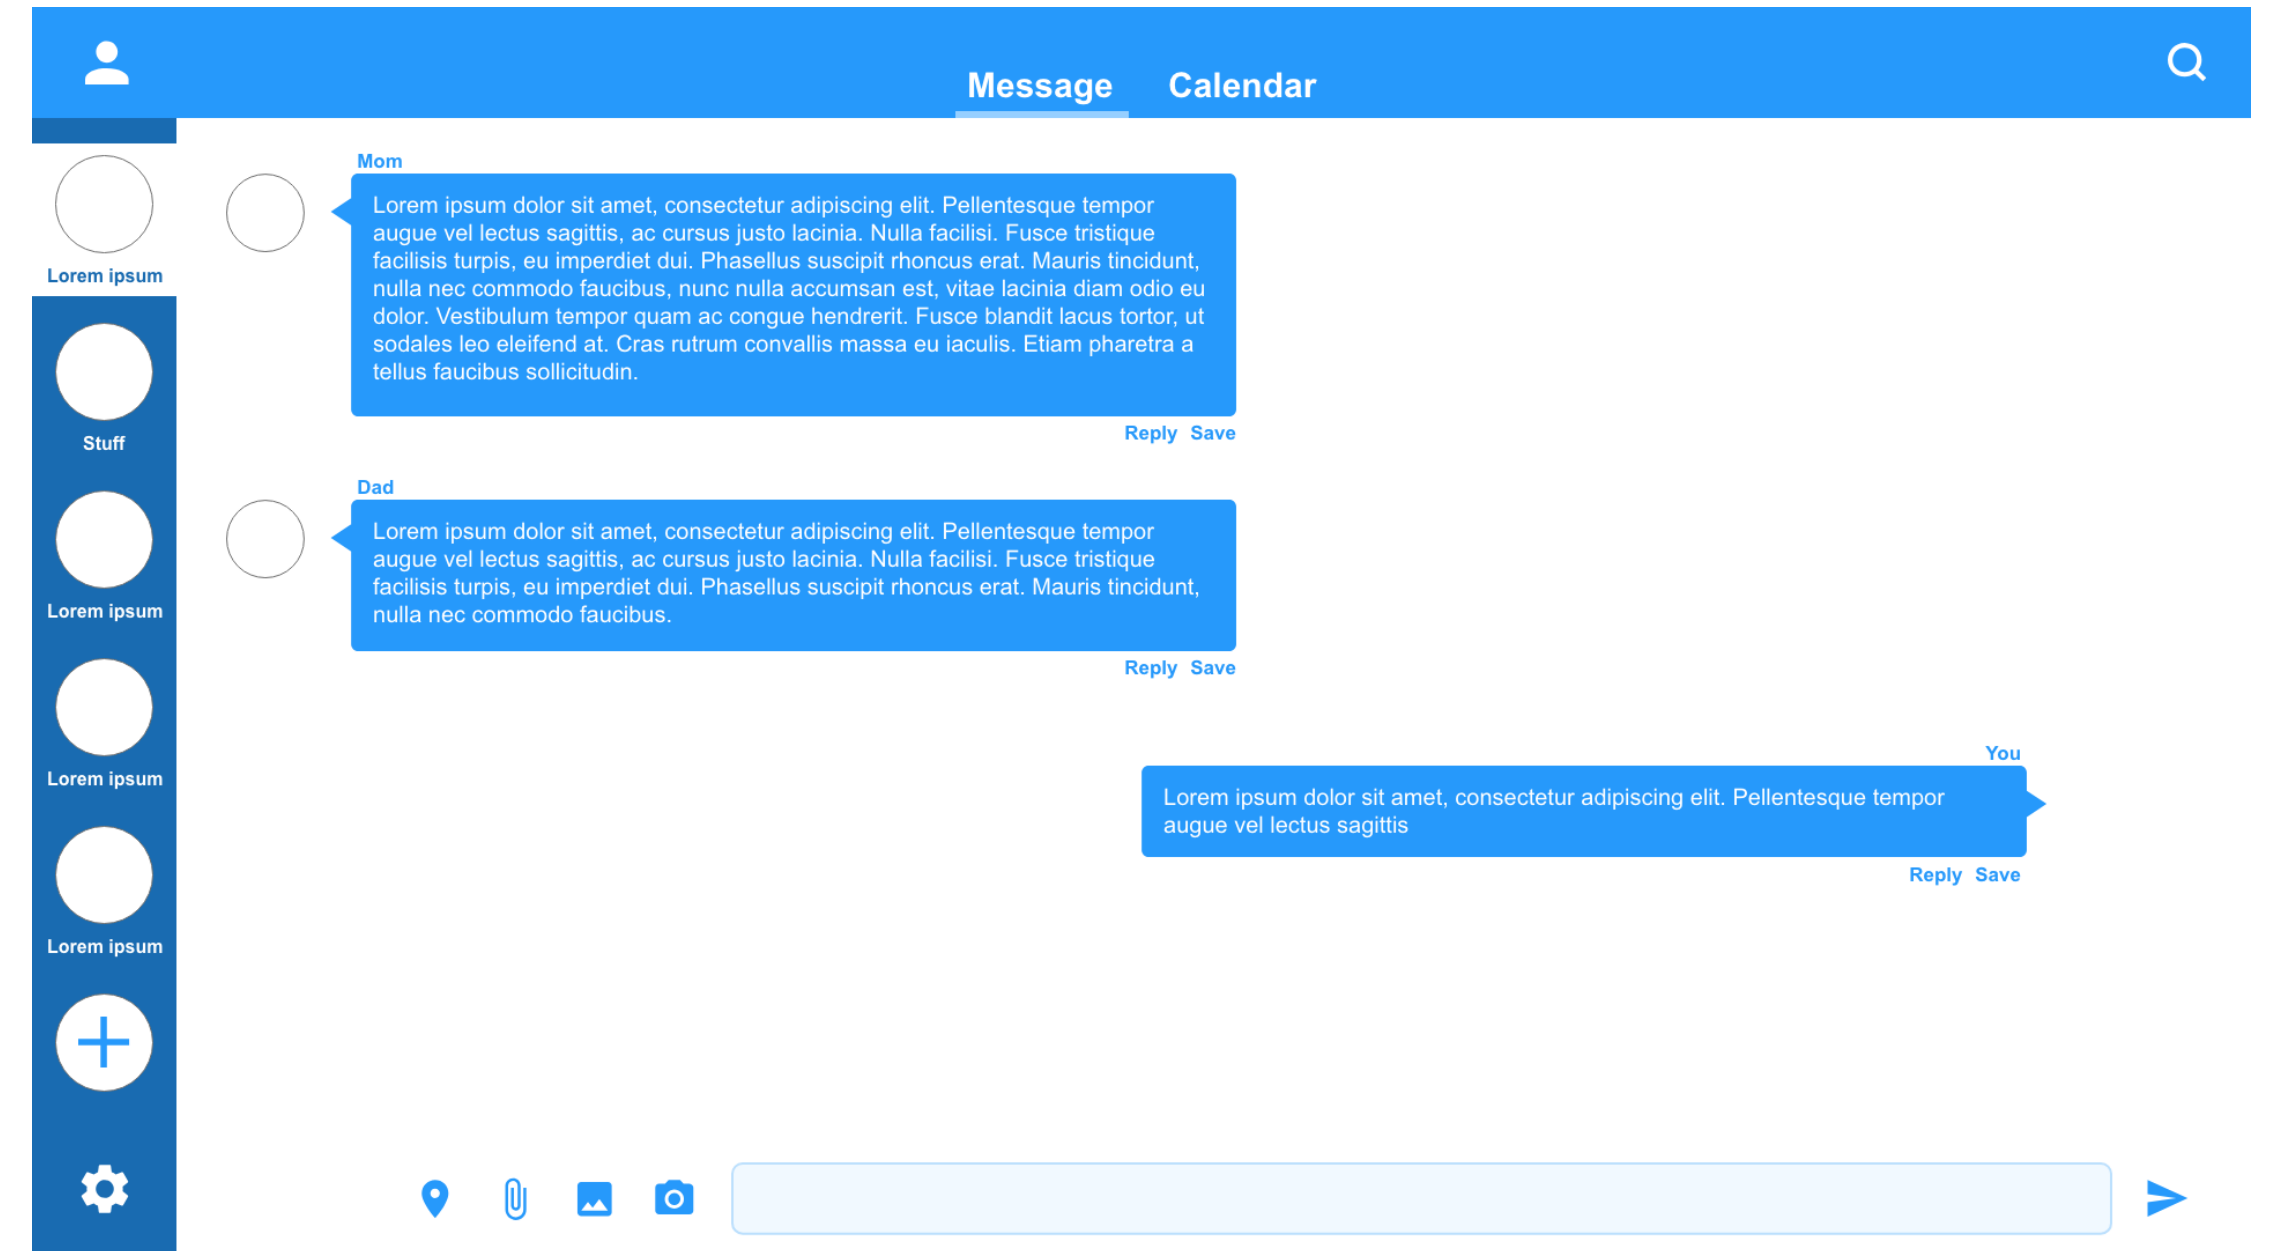 Message Calendar
Lorem ipsum
Stuff
Lorem ipsum
Lorem ipsum
Lorem ipsum
Mom
Lorem ipsum dolor sit amet, consectetur adipiscing elit. Pellentesque tempor
augue vel lectus sagittis, ac cursus justo lacinia. Nulla facilisi. Fusce tristique
facilisis turpis, eu imperdiet dui. Phasellus suscipit rhoncus erat. Mauris tincidunt,
nulla nec commodo faucibus, nunc nulla accumsan est, vitae lacinia diam odio eu
dolor. Vestibulum tempor quam ac congue hendrerit. Fusce blandit lacus tortor, ut
sodales leo eleifend at. Cras rutrum convallis massa eu iaculis. Etiam pharetra a
tellus faucibus sollicitudin.
Reply Save
Dad
Lorem ipsum dolor sit amet, consectetur adipiscing elit. Pellentesque tempor
augue vel lectus sagittis, ac cursus justo lacinia. Nulla facilisi. Fusce tristique
facilisis turpis, eu imperdiet dui. Phasellus suscipit rhoncus erat. Mauris tincidunt,
nulla nec commodo faucibus.
Reply Save
You
Lorem ipsum dolor sit amet, consectetur adipiscing elit. Pellentesque tempor
augue vel lectus sagittis
Reply Save